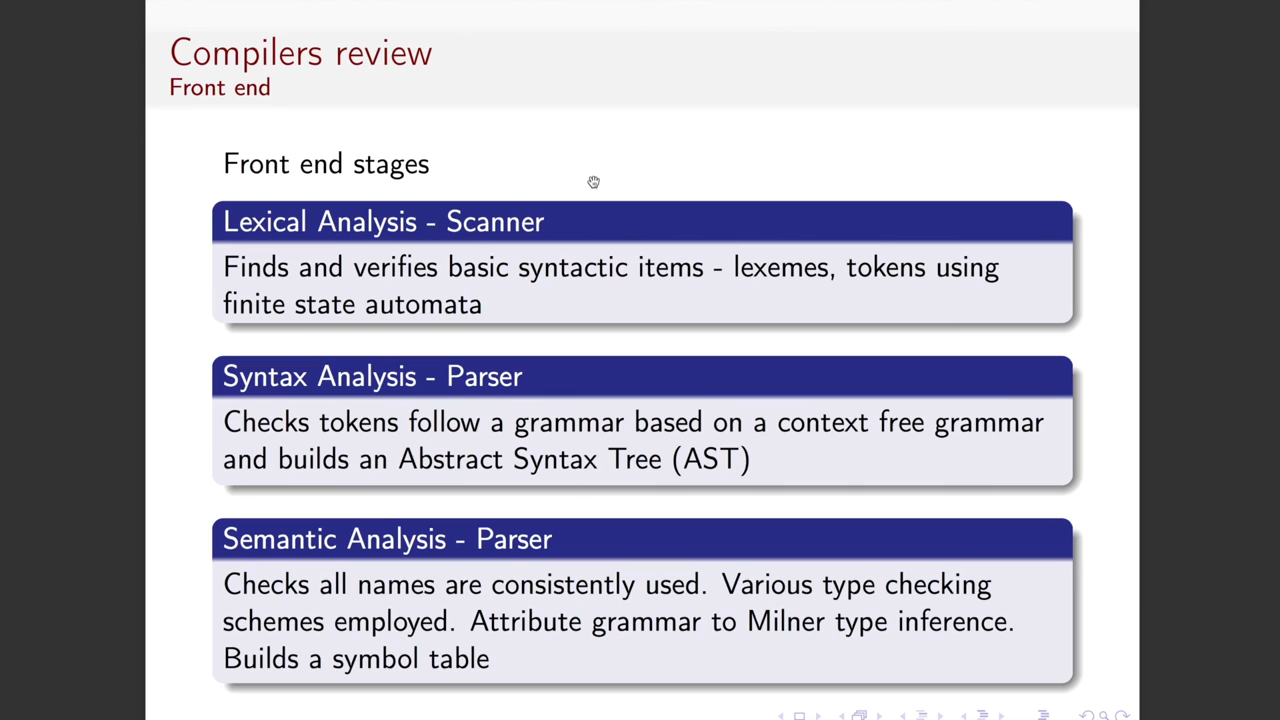 Compilers review
Front end
Front end stages
Lexical Analysis - Scanner
Finds and verifies basic syntactic items - lexemes, tokens using
finite state automata
Syntax Analysis - Parser
Checks tokens follow a grammar based on a context free grammar
and builds an Abstract Syntax Tree (AST)
Semantic Analysis - Parser
Checks all names are consistently used. Various type checking
schemes employed. Attribute grammar to Milner type inference.
Builds a symbol table